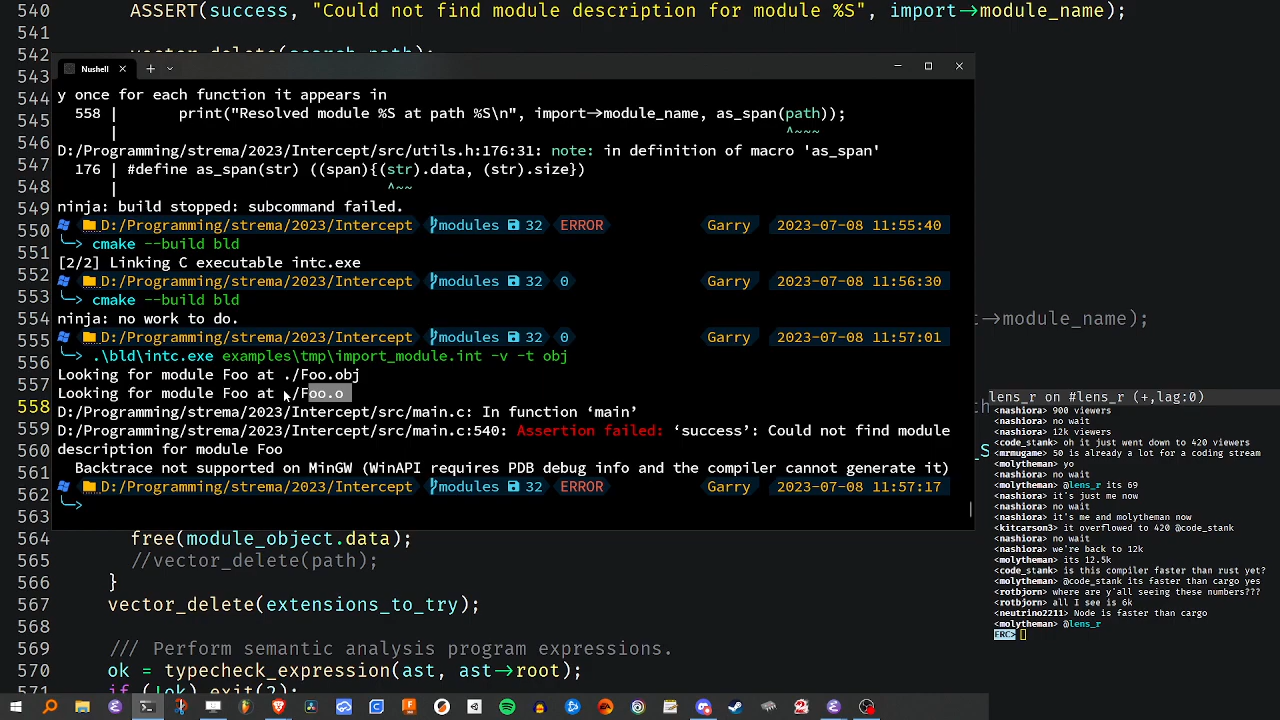 540 ASSERT(success, "Could not find module description for module %S", import->module_name);
541
542 vector_delete(search_path);
543
544
545
546
547
548
549
550
551
552
553
554 ->module_name);
555
556
557
558
559
560
561
562
563
564 free(module_object.data);
565 //vector_delete(path);
566 }
567 vector_delete(extensions_to_try);
568
569 /// Perform semantic analysis program expressions.
570 ok = typecheck_expression(ast, ast->root);
571 if (!ok) exit(2);
Nushell
y once for each function it appears in
558 | print("Resolved module %S at path %S\n", import->module_name, as_span(path));
| ^~~~
D:/Programming/strema/2023/Intercept/src/utils.h:176:31: note: in definition of macro 'as_span'
176 | #define as_span(str) ((span){(str).data, (str).size})
| ^~~
ninja: build stopped: subcommand failed.
D:/Programming/strema/2023/Intercept modules 32 ERROR Garry 2023-07-08 11:55:40
╰─> cmake --build bld
[2/2] Linking C executable intc.exe
D:/Programming/strema/2023/Intercept modules 32 0 Garry 2023-07-08 11:56:30
╰─> cmake --build bld
ninja: no work to do.
D:/Programming/strema/2023/Intercept modules 32 0 Garry 2023-07-08 11:57:01
╰─> .\bld\intc.exe examples\tmp\import_module.int -v -t obj
Looking for module Foo at ./Foo.obj
Looking for module Foo at ./Foo.o
D:/Programming/strema/2023/Intercept/src/main.c: In function ‘main’
D:/Programming/strema/2023/Intercept/src/main.c:540: Assertion failed: ‘success’: Could not find module
description for module Foo
Backtrace not supported on MinGW (WinAPI requires PDB debug info and the compiler cannot generate it)
D:/Programming/strema/2023/Intercept modules 32 ERROR Garry 2023-07-08 11:57:17
╰─>
lens_r on #lens_r (+,lag:0)
<nashiora> 900 viewers
<nashiora> no wait
<nashiora> 12k viewers
<code_stank> oh it just went down to 420 viewers
<mrmugame> 50 is already a lot for a coding stream
<molytheman> yo
<nashiora> no wait
<molytheman> @lens_r its 69
<nashiora> it's just me now
<nashiora> no wait
<nashiora> it's me and molytheman now
<kitcarson3> it overflowed to 420 @code_stank
<nashiora> no wait
<nashiora> we're back to 12k
<molytheman> its 12.5k
<code_stank> is this compiler faster than rust yet?
<molytheman> @code_stank its faster than cargo yes
<rotbjorn> where are y'all seeing these numbers???
<rotbjorn> all I see is 6k
<neutrino2211> Node is faster than cargo
<molytheman> @lens_r
ERC>